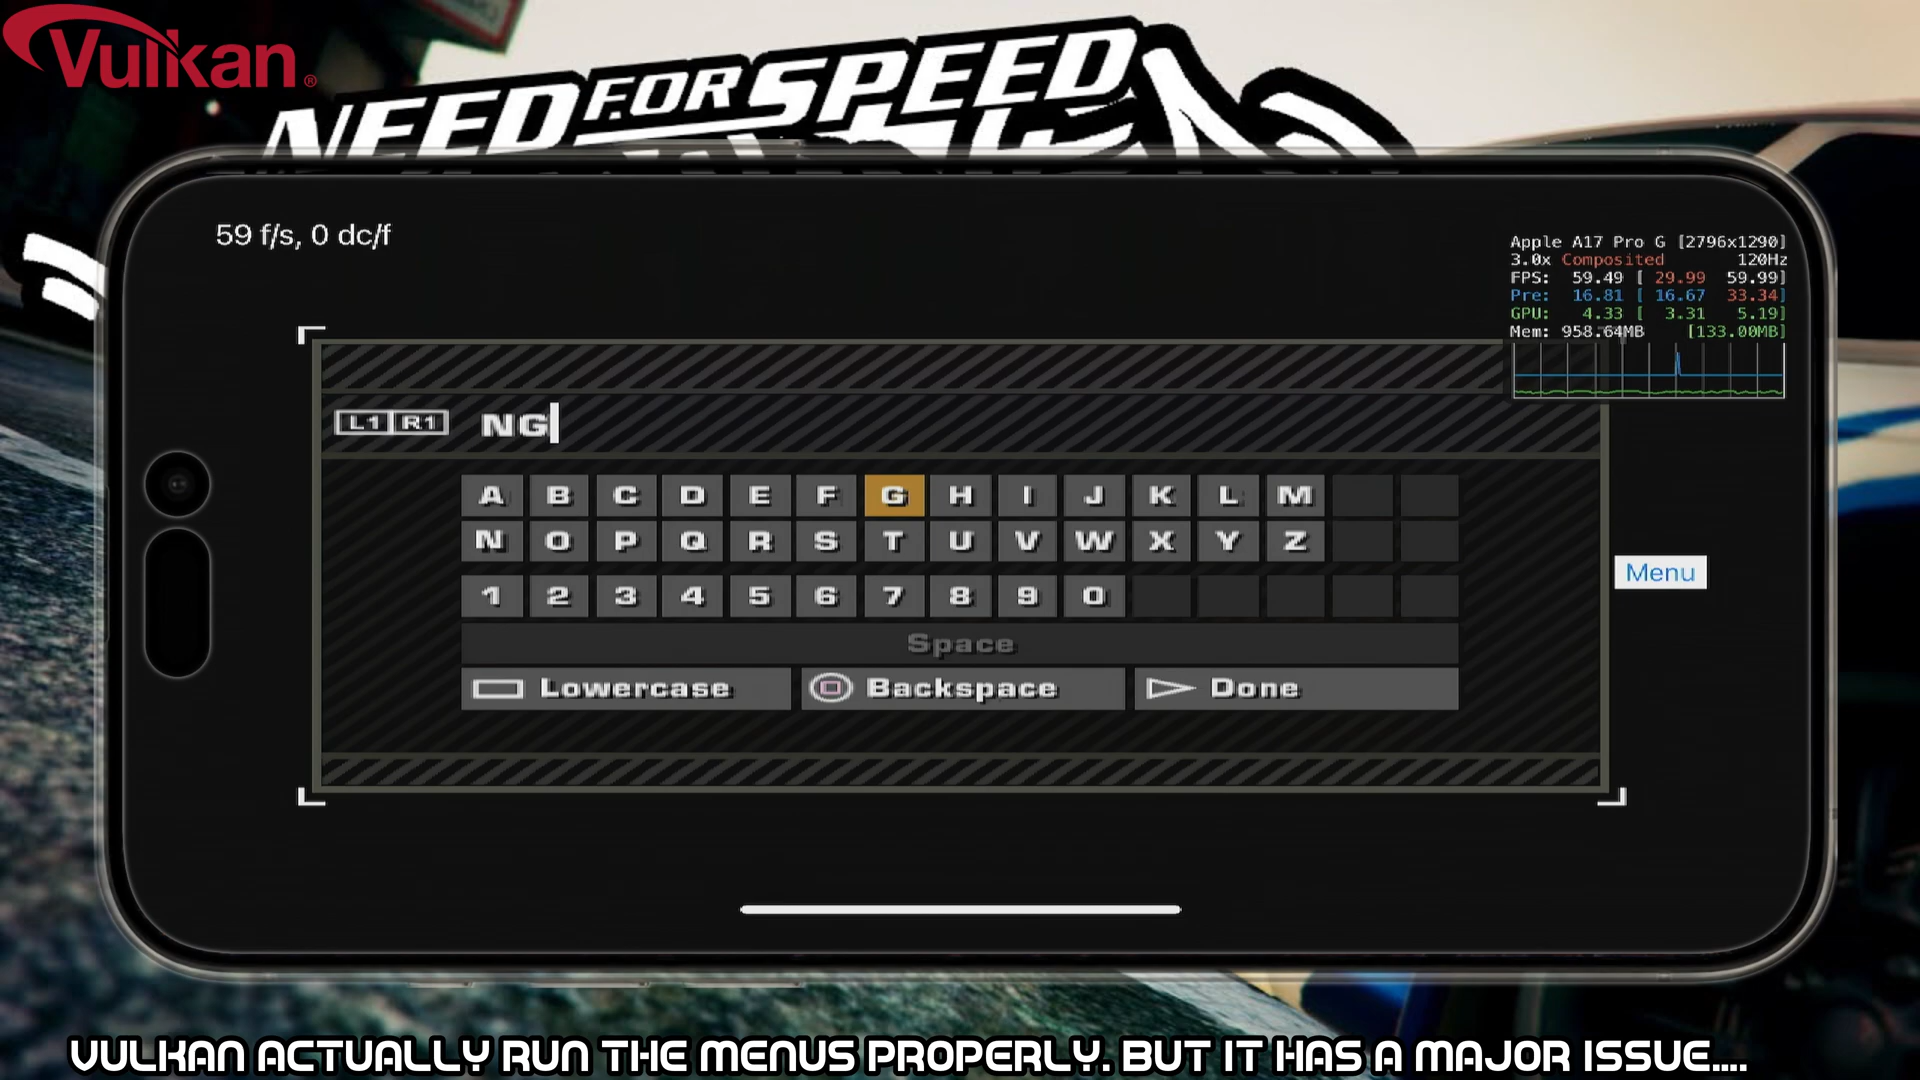 Vulkan®
NEED FOR SPEED
59 f/s, 0 dc/f
Apple A17 Pro G [2796x1290]
3.0x Composited 120Hz
FPS: 59.49 [ 29.99 59.99]
Pre: 16.81 [ 16.67 33.34]
GPU: 4.33 [ 3.31 5.19]
Mem: 958.64MB [133.00MB]
L1 R1 NG
A B C D E F G H I J K L M
N O P Q R S T U V W X Y Z
1 2 3 4 5 6 7 8 9 0
Menu
Space
Lowercase Backspace Done
VULKAN ACTUALLY RUN THE MENUS PROPERLY. BUT IT HAS A MAJOR ISSUE....